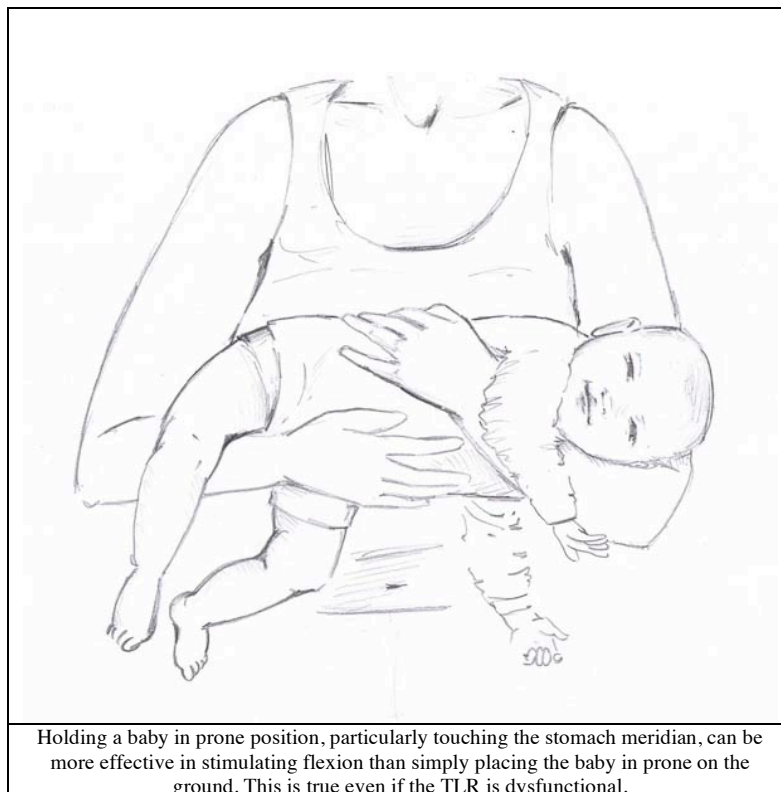 Holding a baby in prone position, particularly touching the stomach meridian, can be
more effective in stimulating flexion than simply placing the baby in prone on the
ground. This is true even if the TLR is dysfunctional.